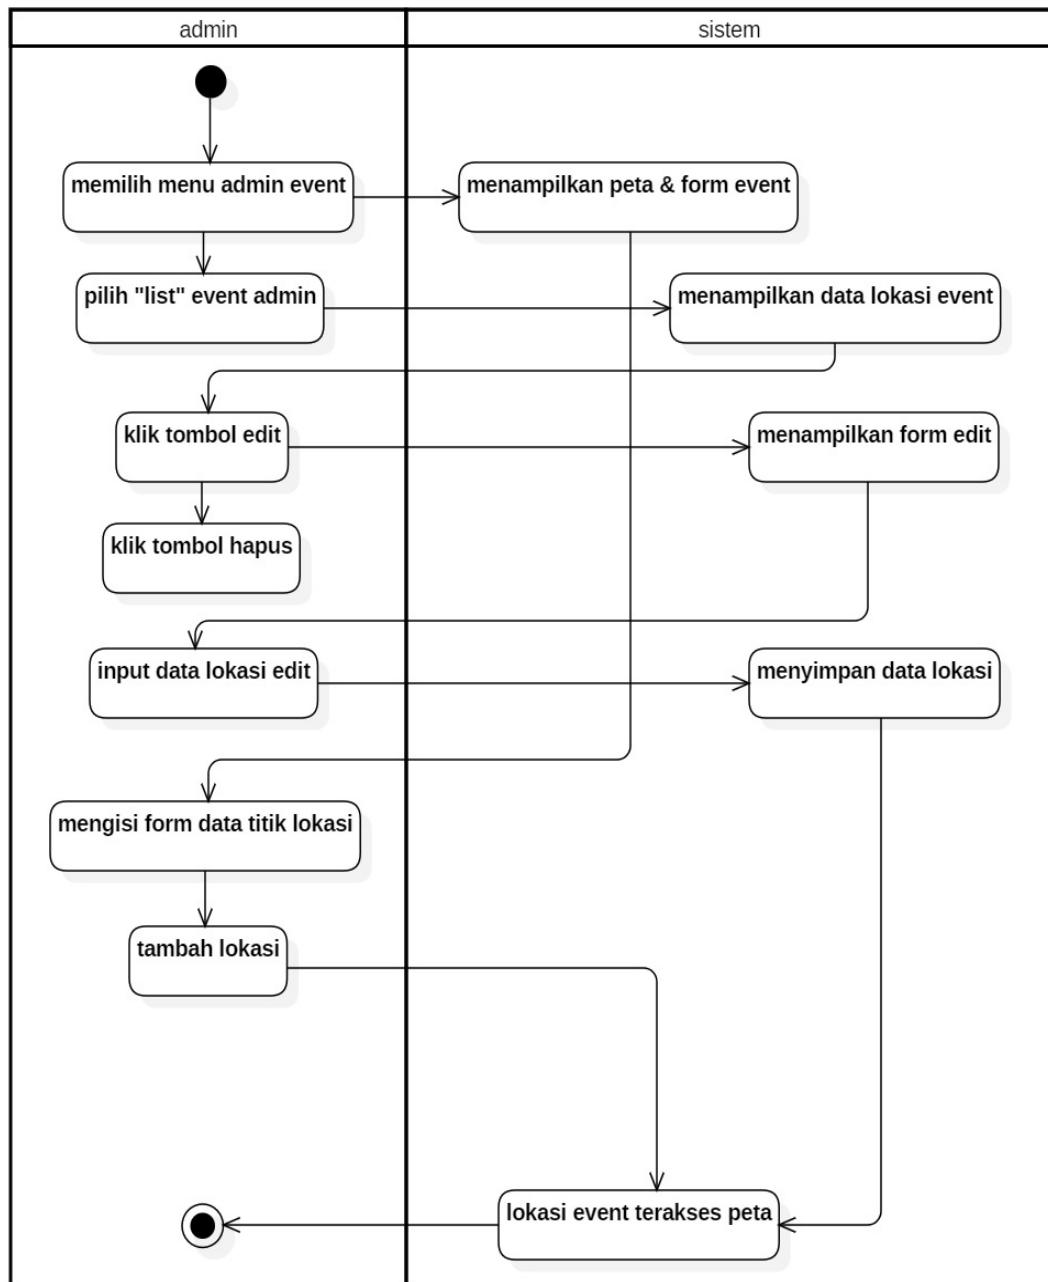 admin
sistem
memilih menu admin event
menampilkan peta & form event
pilih "list" event admin
menampilkan data lokasi event
klik tombol edit
menampilkan form edit
klik tombol hapus
input data lokasi edit
menyimpan data lokasi
mengisi form data titik lokasi
tambah lokasi
lokasi event terakses peta